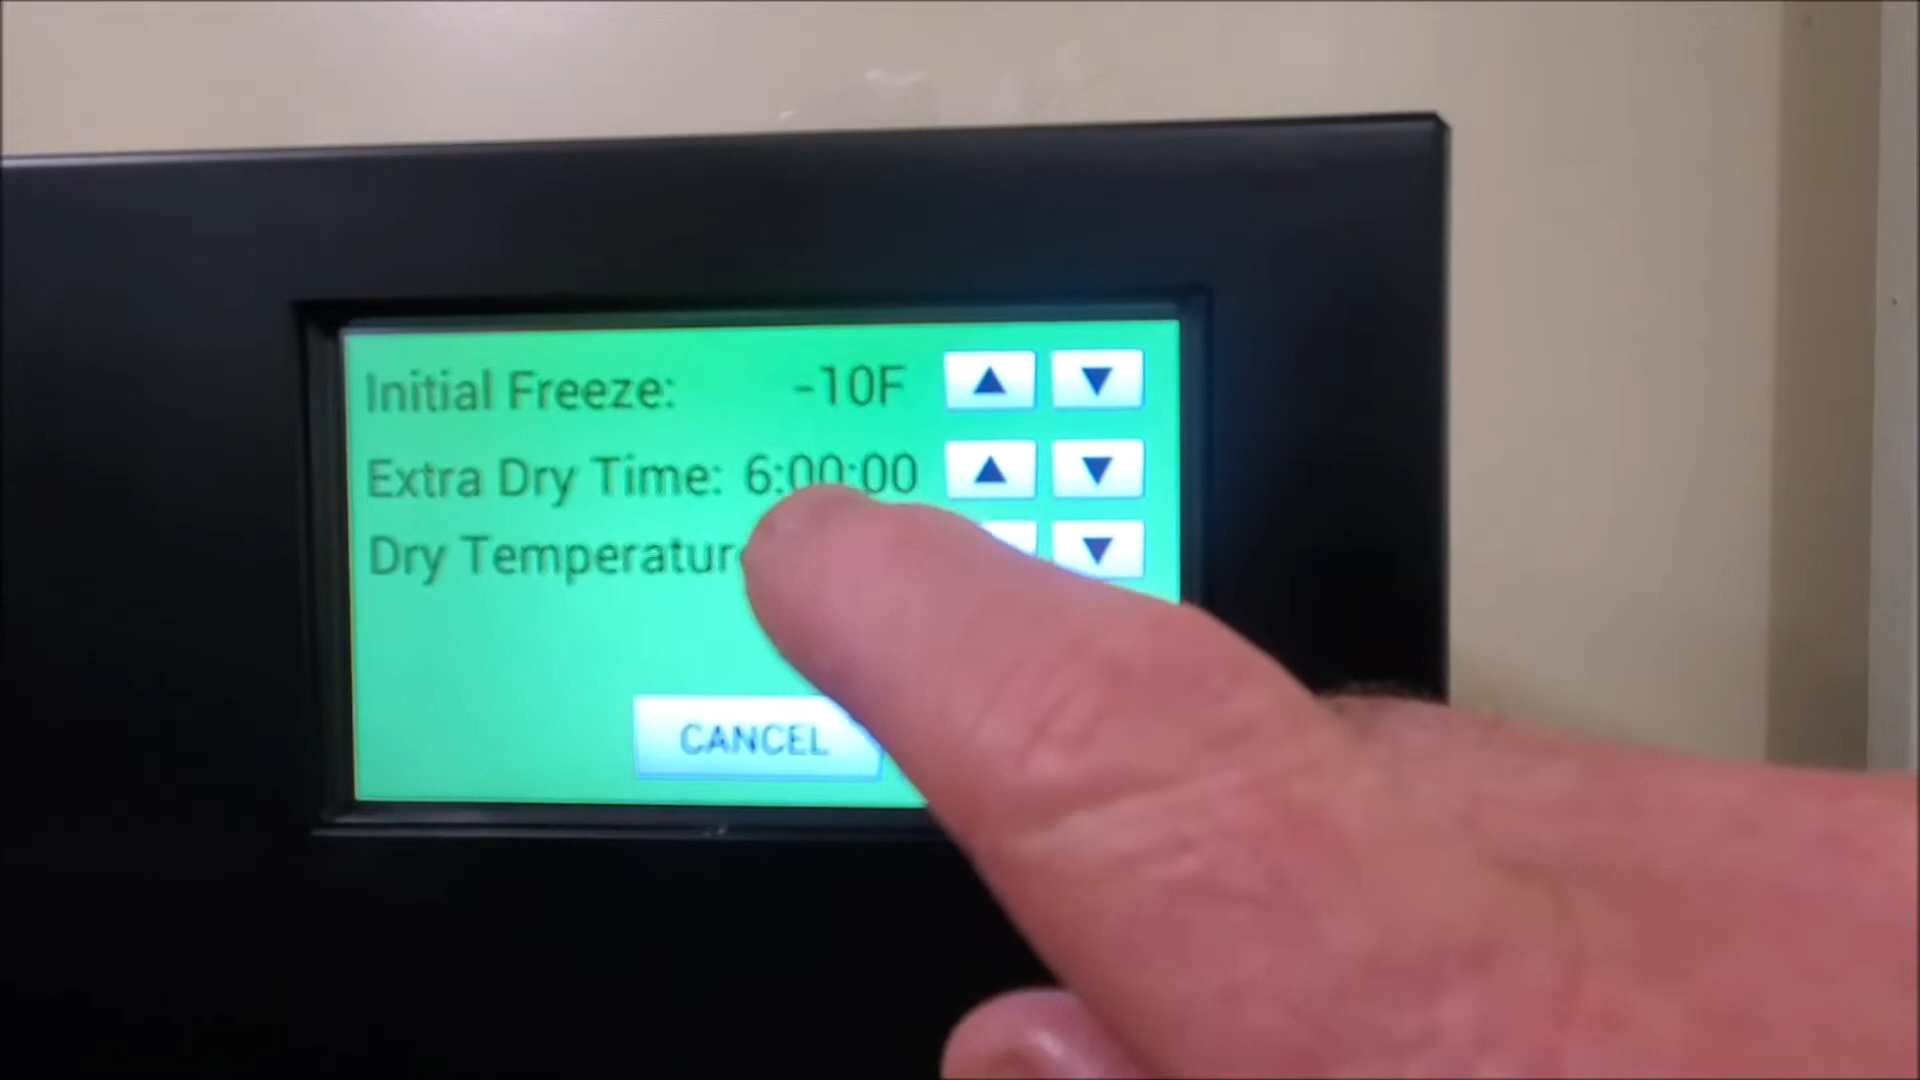 Initial Freeze: -10F ▲ ▼
Extra Dry Time: 6:00:00 ▲ ▼
Dry Temperatur ▼
CANCEL